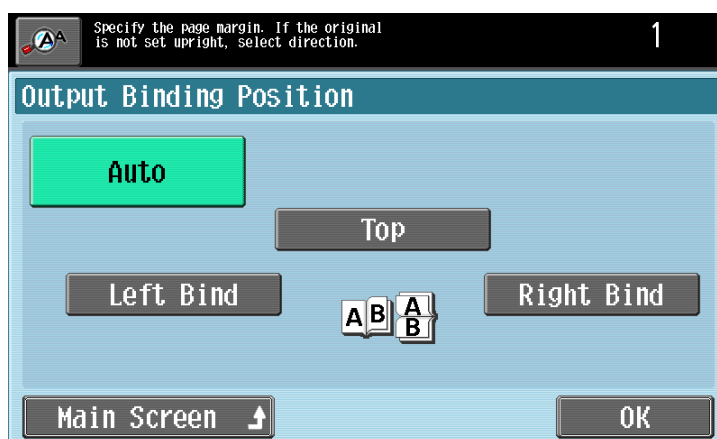 Specify the page margin. If the original
is not set upright, select direction.
1
Output Binding Position
Auto
Top
Left Bind
Right Bind
A B A
B
Main Screen
OK